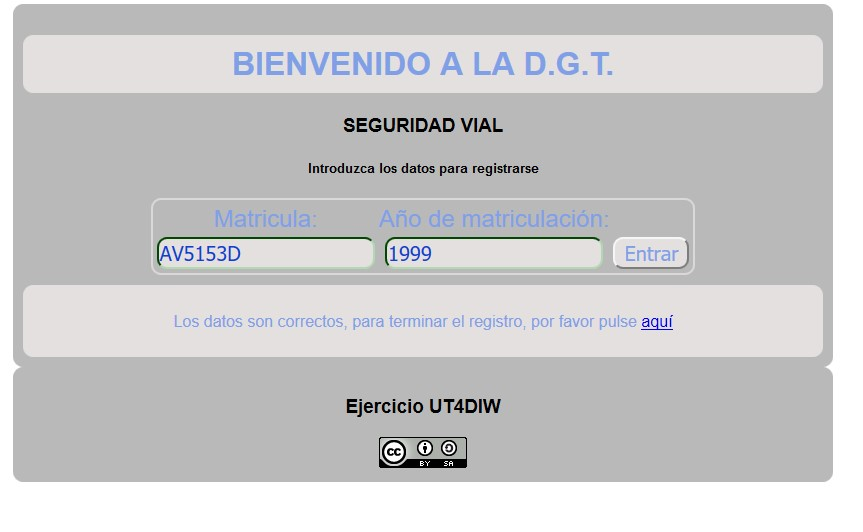 BIENVENIDO A LA D.G.T.
SEGURIDAD VIAL
Introduzca los datos para registrarse
Matricula: Año de matriculación:
AV5153D 1999 Entrar
Los datos son correctos, para terminar el registro, por favor pulse aquí
Ejercicio UT4DIW
cc
BY SA